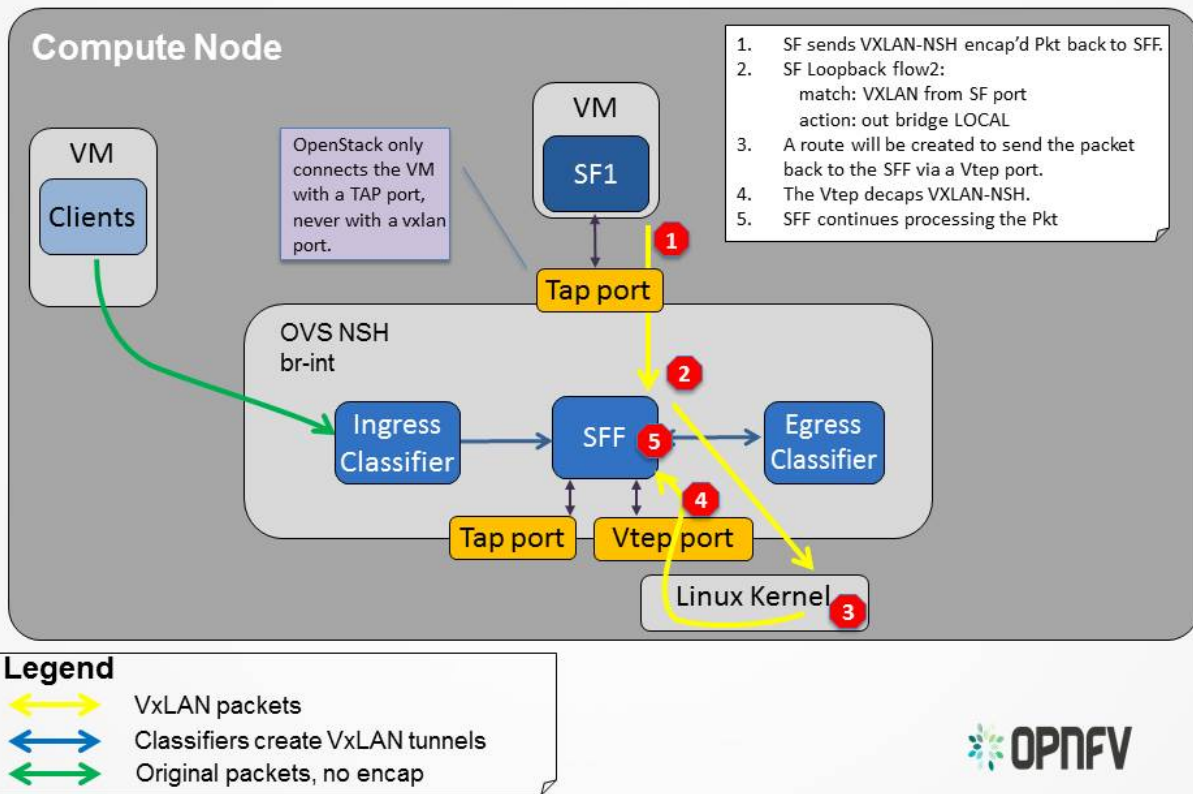 Compute Node
1. SF sends VXLAN-NSH encap'd Pkt back to SFF.
2. SF Loopback flow2:
match: VXLAN from SF port
action: out bridge LOCAL
3. A route will be created to send the packet
back to the SFF via a Vtep port.
4. The Vtep decaps VXLAN-NSH.
5. SFF continues processing the Pkt
VM
Clients
OpenStack only
connects the VM
with a TAP port,
never with a vxlan
port.
VM
SF1
1
Tap port
OVS NSH
br-int
2
Ingress
Classifier
SFF
5
Egress
Classifier
4
Tap port
Vtep port
Linux Kernel
3
Legend
VxLAN packets
Classifiers create VxLAN tunnels
Original packets, no encap
OPNFV